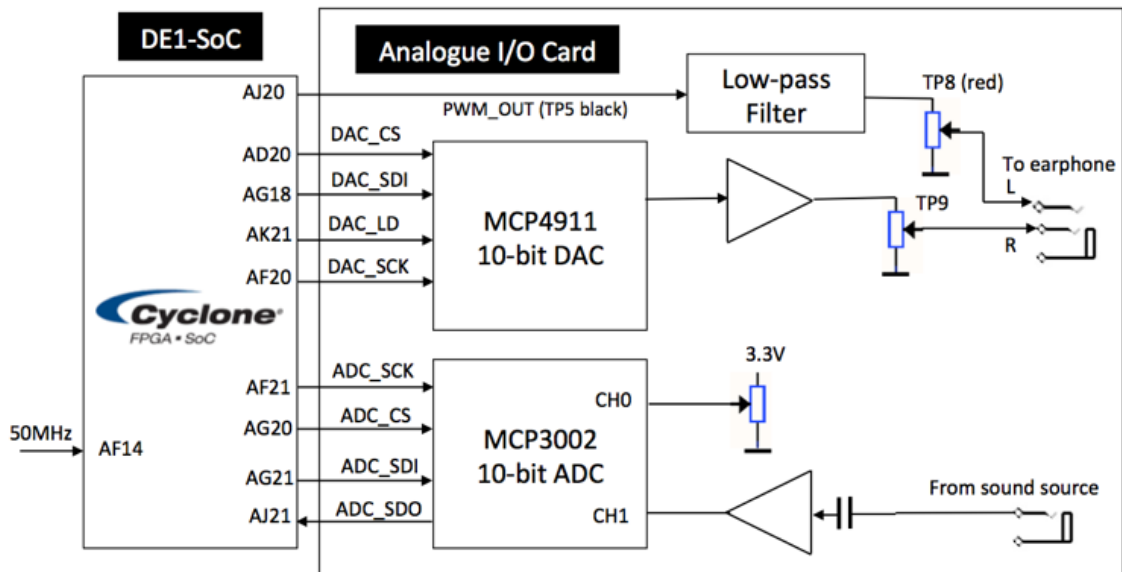 DE1-SoC
Analogue I/O Card
AJ20
PWM_OUT (TP5 black)
Low-pass
Filter
TP8 (red)
AD20
DAC_CS
AG18
DAC_SDI
AK21
DAC_LD
AF20
DAC_SCK
MCP4911
10-bit DAC
TP9
To earphone
L
R
Cyclone®
FPGA • SoC
50MHz
AF14
AF21
ADC_SCK
AG20
ADC_CS
AG21
ADC_SDI
AJ21
ADC_SDO
MCP3002
10-bit ADC
CH0
CH1
3.3V
From sound source